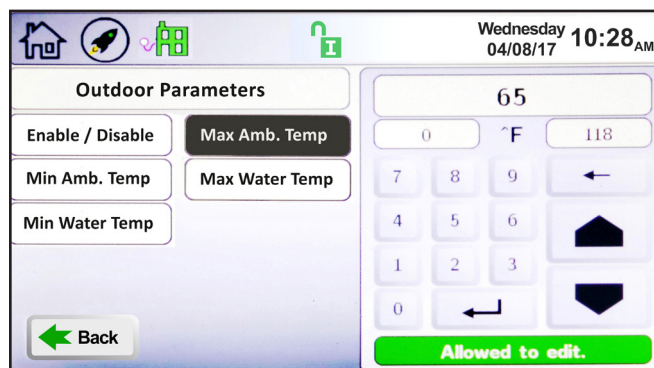 I
Wednesday
04/08/17 10:28 AM
Outdoor Parameters
Enable / Disable
Max Amb. Temp
Min Amb. Temp
Max Water Temp
Min Water Temp
Back
65
0 °F 118
7 8 9
4 5 6
1 2 3
0
Allowed to edit.